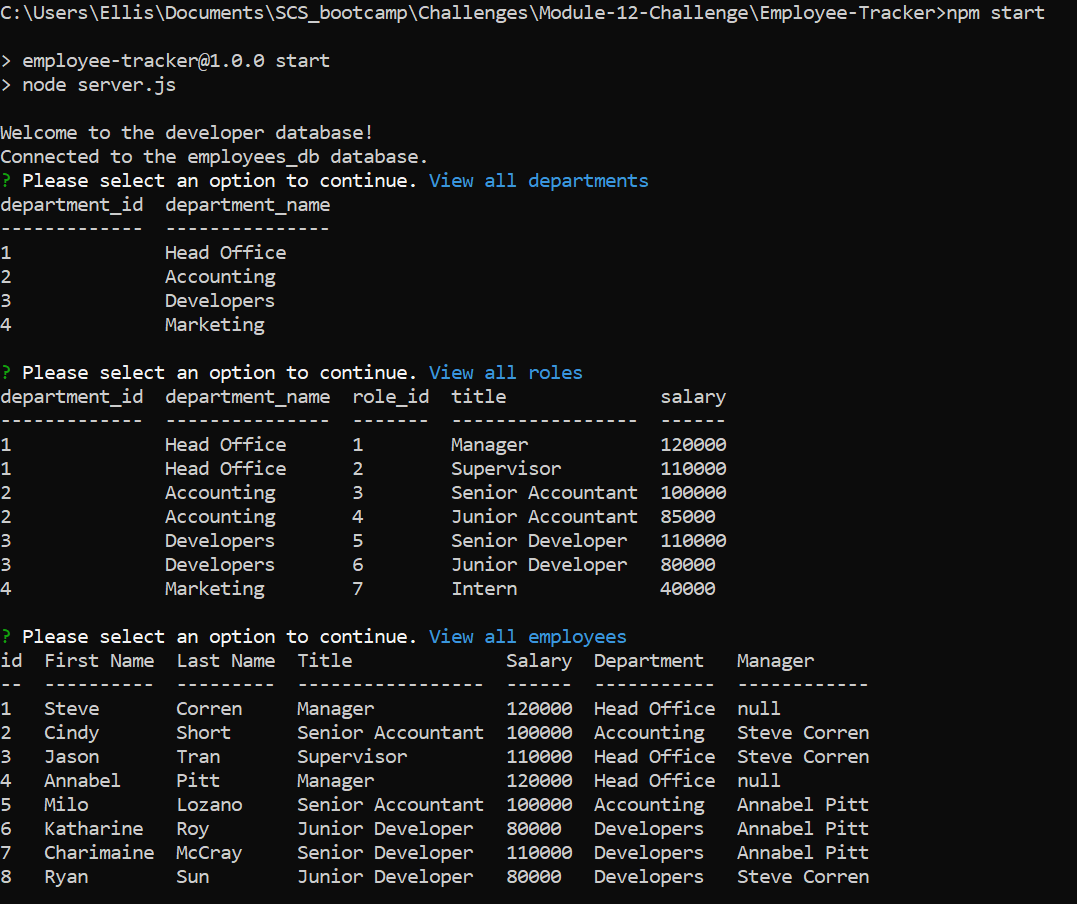 C:\Users\Ellis\Documents\SCS_bootcamp\Challenges\Module-12-Challenge\Employee-Tracker>npm start

> employee-tracker@1.0.0 start
> node server.js

Welcome to the developer database!
Connected to the employees_db database.
? Please select an option to continue. View all departments
department_id  department_name
-------------  ---------------
1              Head Office
2              Accounting
3              Developers
4              Marketing

? Please select an option to continue. View all roles
department_id  department_name  role_id  title              salary
-------------  ---------------  -------  -----------------  ------
1              Head Office      1        Manager            120000
1              Head Office      2        Supervisor         110000
2              Accounting       3        Senior Accountant  100000
2              Accounting       4        Junior Accountant  85000
3              Developers       5        Senior Developer   110000
3              Developers       6        Junior Developer   80000
4              Marketing        7        Intern             40000

? Please select an option to continue. View all employees
id  First Name  Last Name  Title              Salary  Department   Manager
--  ----------  ---------  -----------------  ------  -----------  ------------
1   Steve       Corren     Manager            120000  Head Office  null
2   Cindy       Short      Senior Accountant  100000  Accounting   Steve Corren
3   Jason       Tran       Supervisor         110000  Head Office  Steve Corren
4   Annabel     Pitt       Manager            120000  Head Office  null
5   Milo        Lozano     Senior Accountant  100000  Accounting   Annabel Pitt
6   Katharine   Roy        Junior Developer   80000   Developers   Annabel Pitt
7   Charimaine  McCray     Senior Developer   110000  Developers   Annabel Pitt
8   Ryan        Sun        Junior Developer   80000   Developers   Steve Corren